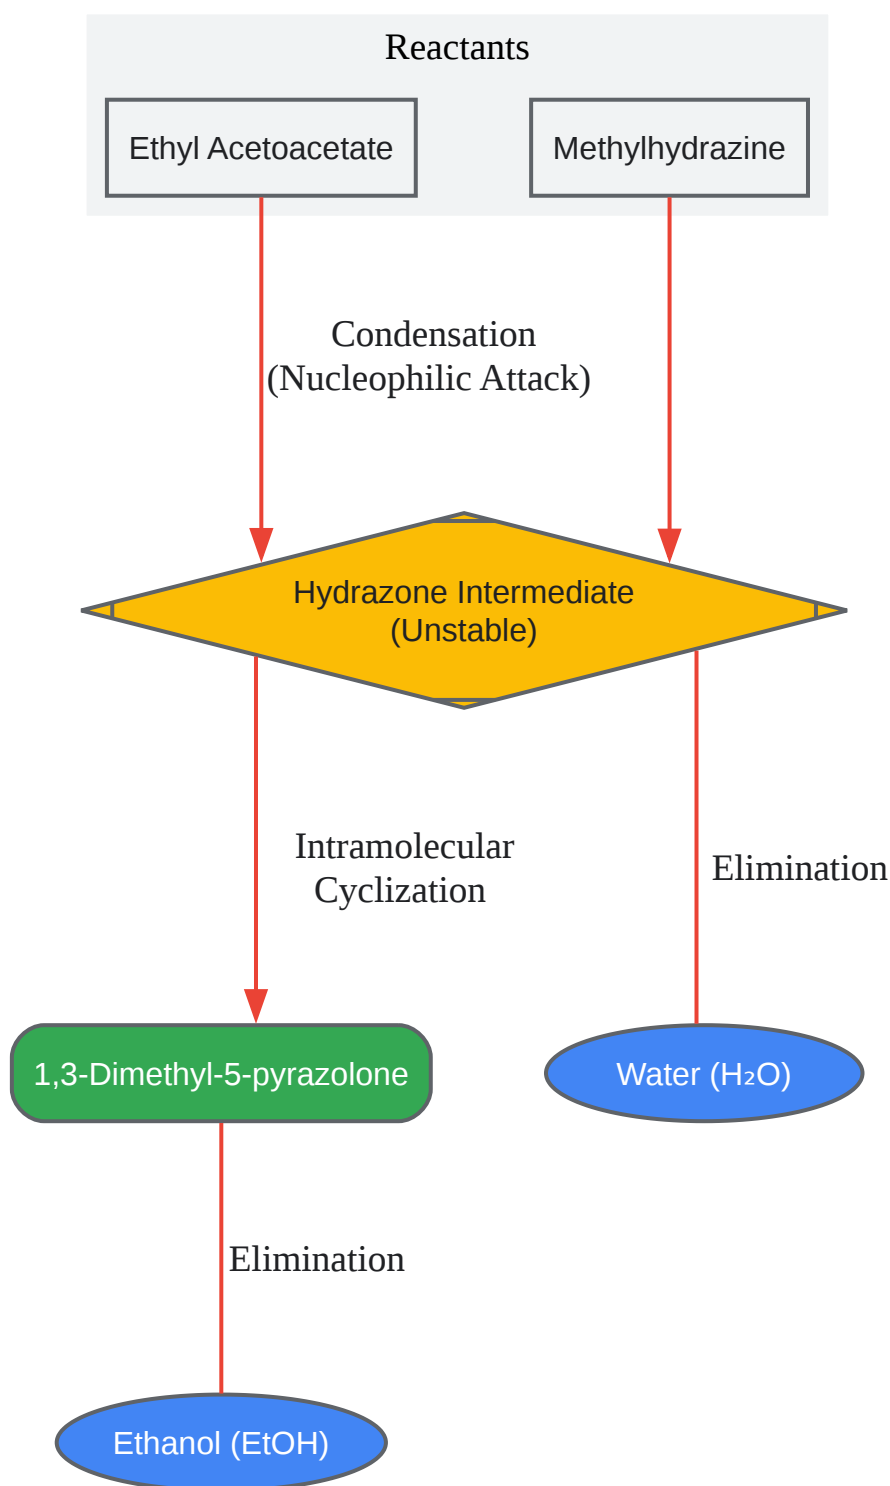 Reactants
Ethyl Acetoacetate
Methylhydrazine
Condensation
(Nucleophilic Attack)
Hydrazone Intermediate
(Unstable)
Intramolecular
Cyclization
Elimination
1,3-Dimethyl-5-pyrazolone
Water (H₂O)
Elimination
Ethanol (EtOH)